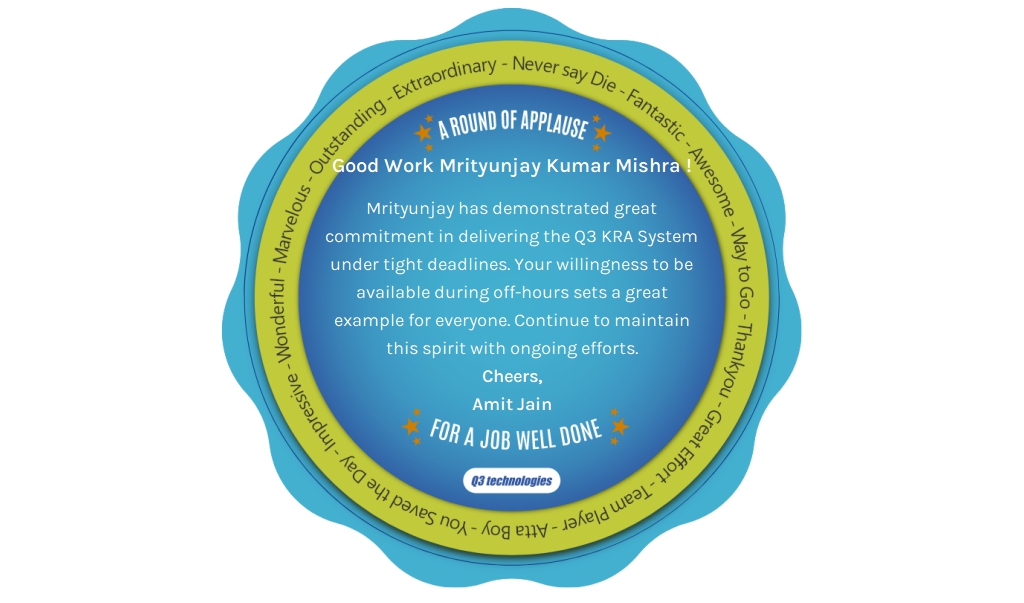 Outstanding - Extraordinary - Never say Die - Fantastic - Awesome - Way to Go - Thankyou - Great Effort - Team Player - Atta Boy - You Saved the Day - Impressive - Wonderful - Marvelous -
A ROUND OF APPLAUSE
Good Work Mrityunjay Kumar Mishra !
Mrityunjay has demonstrated great
commitment in delivering the Q3 KRA System
under tight deadlines. Your willingness to be
available during off-hours sets a great
example for everyone. Continue to maintain
this spirit with ongoing efforts.
Cheers,
Amit Jain
FOR A JOB WELL DONE
Q3 technologies